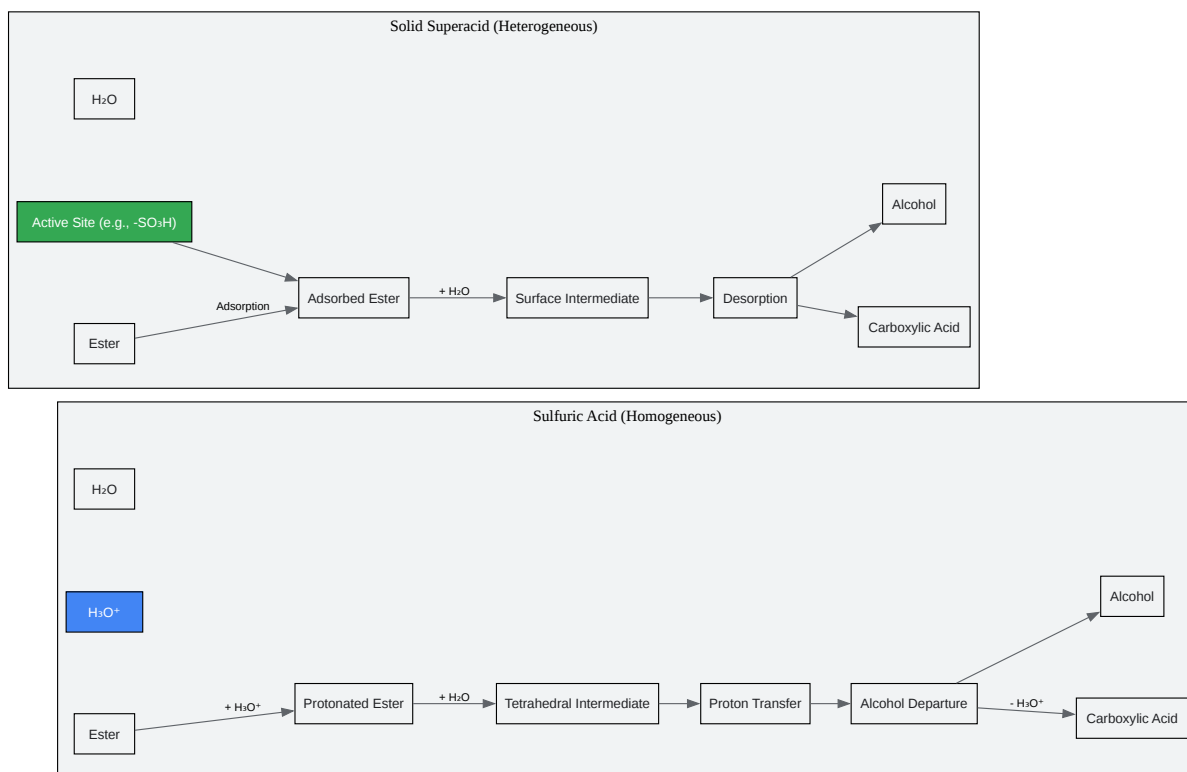 Solid Superacid (Heterogeneous)
H₂O
Active Site (e.g., -SO₃H)
Alcohol
Adsorption
Adsorbed Ester
+ H₂O
Surface Intermediate
Desorption
Carboxylic Acid
Ester
Sulfuric Acid (Homogeneous)
H₂O
H₃O⁺
Alcohol
Ester
+ H₃O⁺
Protonated Ester
+ H₂O
Tetrahedral Intermediate
Proton Transfer
Alcohol Departure
- H₃O⁺
Carboxylic Acid